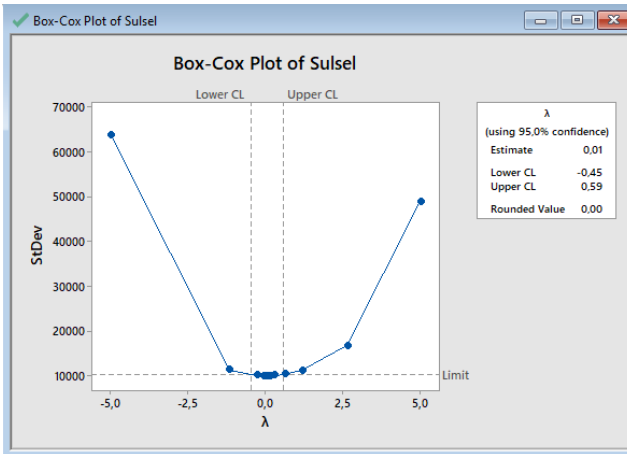 Box-Cox Plot of Sulsel
Box-Cox Plot of Sulsel
Lower CL
Upper CL
70000
60000
50000
40000
30000
20000
10000
StDev
Limit
-5,0
-2,5
0,0
2,5
5,0
λ
λ
(using 95,0% confidence)
Estimate 0,01
Lower CL -0,45
Upper CL 0,59
Rounded Value 0,00